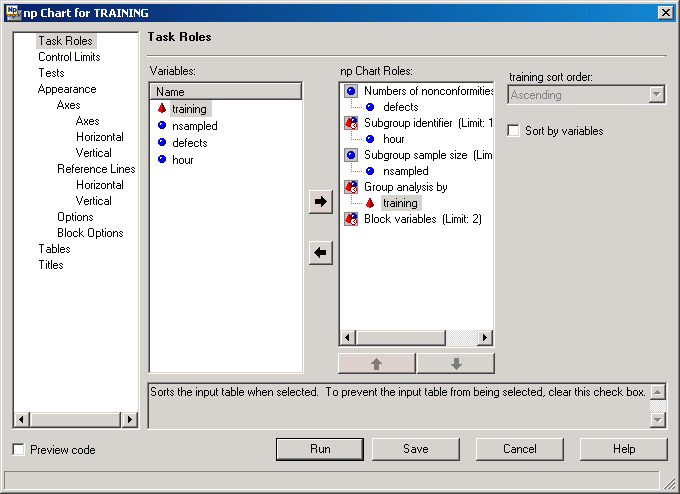 np Chart for TRAINING
Task Roles
Control Limits
Tests
Appearance
Axes
Axes
Horizontal
Vertical
Reference Lines
Horizontal
Vertical
Options
Block Options
Tables
Titles
Task Roles
Variables:
Name
training
nsampled
defects
hour
np Chart Roles:
Numbers of nonconformities
defects
Subgroup identifier (Limit: 1
hour
Subgroup sample size (Lim
nsampled
Group analysis by
training
Block variables (Limit: 2)
training sort order:
Ascending
Sort by variables
Sorts the input table when selected. To prevent the input table from being selected, clear this check box.
Preview code
Run
Save
Cancel
Help